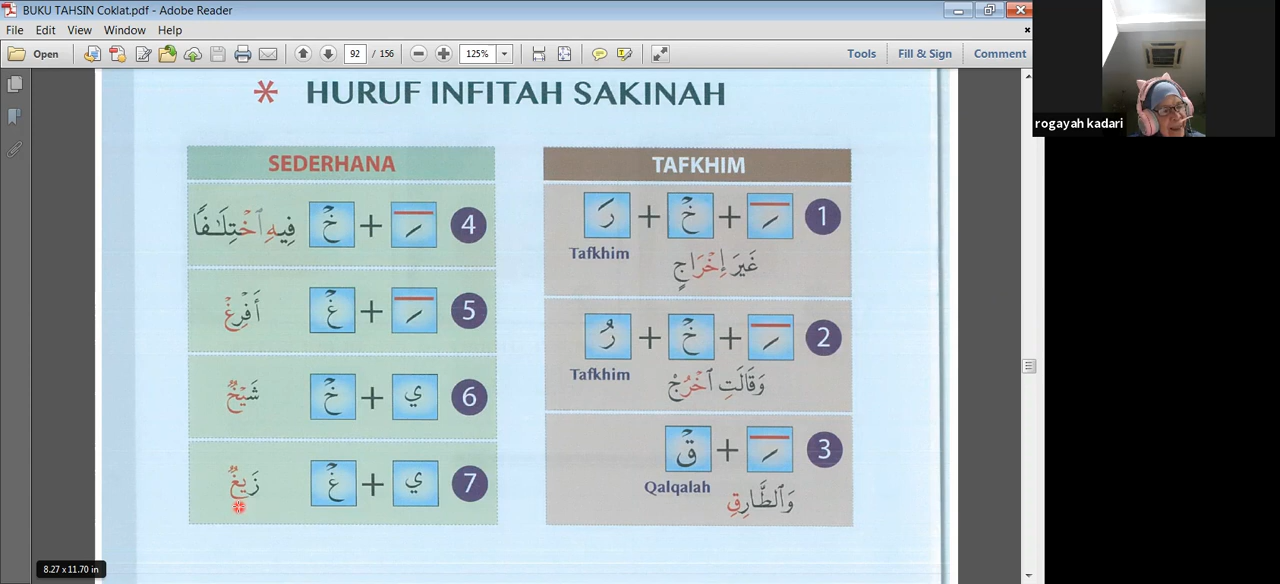 BUKU TAHSIN Coklat.pdf - Adobe Reader
File Edit View Window Help
Open 92 / 156 125% Tools Fill & Sign Comment
rogayah kadari
* HURUF INFITAH SAKINAH
TAFKHIM
1 ـِ + خْ + رَ
Tafkhim
غَيْرَ إِخْرَاجٍ
2 ـِ + خْ + رُ
Tafkhim
وَقَالَتِ ٱخْرُجْ
3 ـِ + قْ
Qalqalah
وَٱلطَّارِقِ
SEDERHANA
4 ـِ + خْ فِيهِ ٱخْتِلَـٰفًا
5 ـِ + غْ أَفْرِغْ
6 ي + خْ شَيْخٌ
7 ي + غْ زَيْغٌ
8.27 x 11.70 in